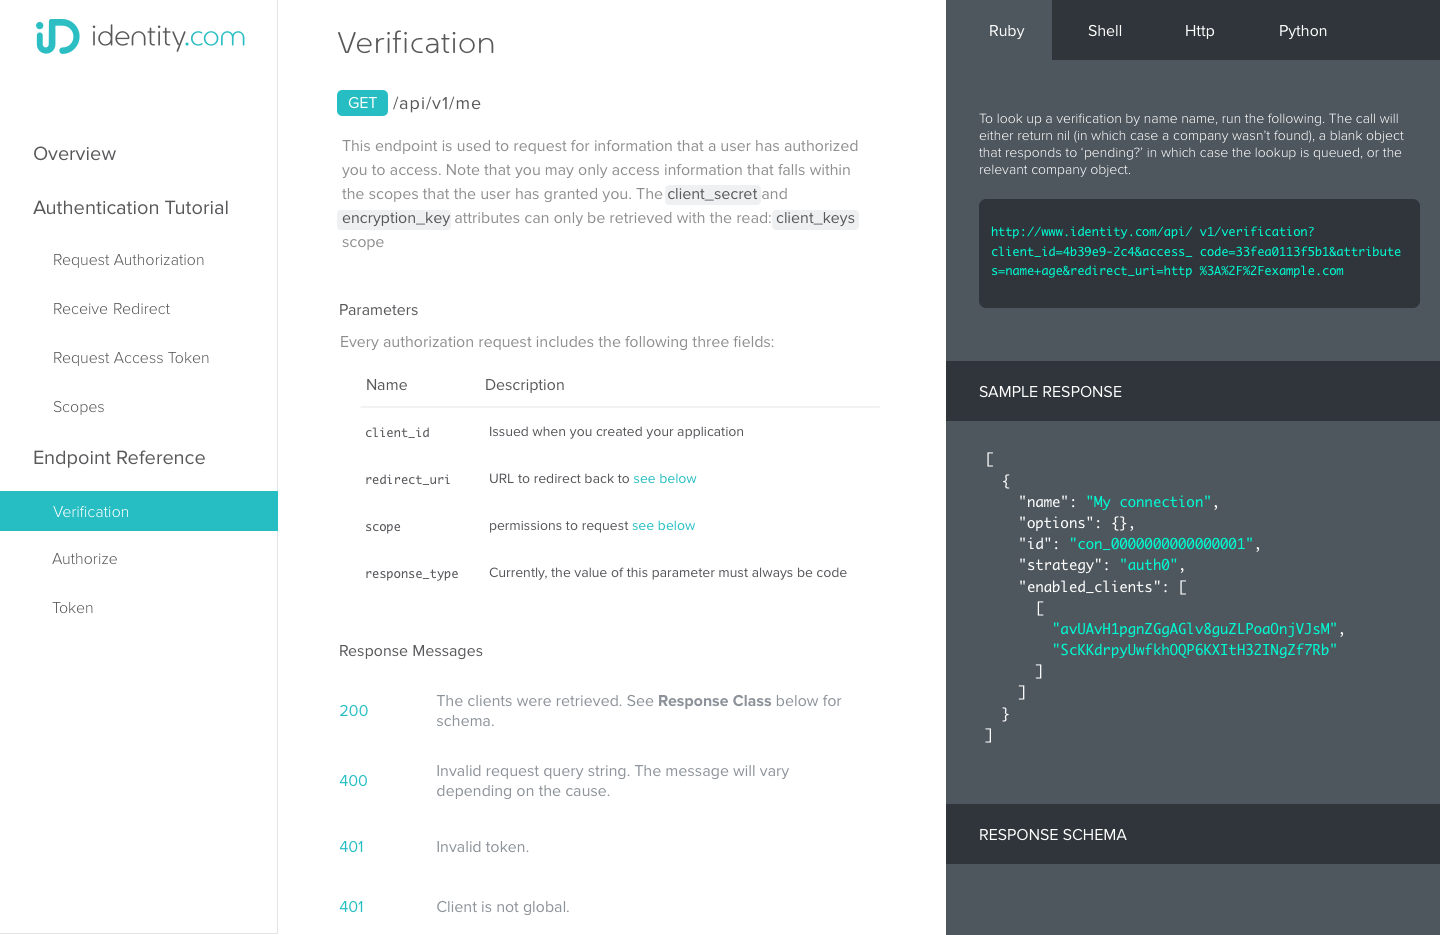 iD identity.com
Overview
Authentication Tutorial
Request Authorization
Receive Redirect
Request Access Token
Scopes
Endpoint Reference
Verification
Authorize
Token
Verification
GET /api/v1/me
This endpoint is used to request for information that a user has authorized
you to access. Note that you may only access information that falls within
the scopes that the user has granted you. The client_secret and
encryption_key attributes can only be retrieved with the read: client_keys
scope
Parameters
Every authorization request includes the following three fields:
Name Description
client_id Issued when you created your application
redirect_uri URL to redirect back to see below
scope permissions to request see below
response_type Currently, the value of this parameter must always be code
Response Messages
200 The clients were retrieved. See Response Class below for
schema.
400 Invalid request query string. The message will vary
depending on the cause.
401 Invalid token.
401 Client is not global.
Ruby Shell Http Python
To look up a verification by name name, run the following. The call will
either return nil (in which case a company wasn't found), a blank object
that responds to ‘pending?’ in which case the lookup is queued, or the
relevant company object.
http://www.identity.com/api/ v1/verification?
client_id=4b39e9-2c4&access_ code=33fea0113f5b1&attribute
s=name+age&redirect_uri=http %3A%2F%2Fexample.com
SAMPLE RESPONSE
[
{
"name": "My connection",
"options": {},
"id": "con_0000000000000001",
"strategy": "auth0",
"enabled_clients": [
[
"avUAvH1pgnZGgAGlv8guZLPoaOnjVJsM",
"ScKKdrpyUwfkhOQP6KXItH32INgZf7Rb"
]
]
}
]
RESPONSE SCHEMA